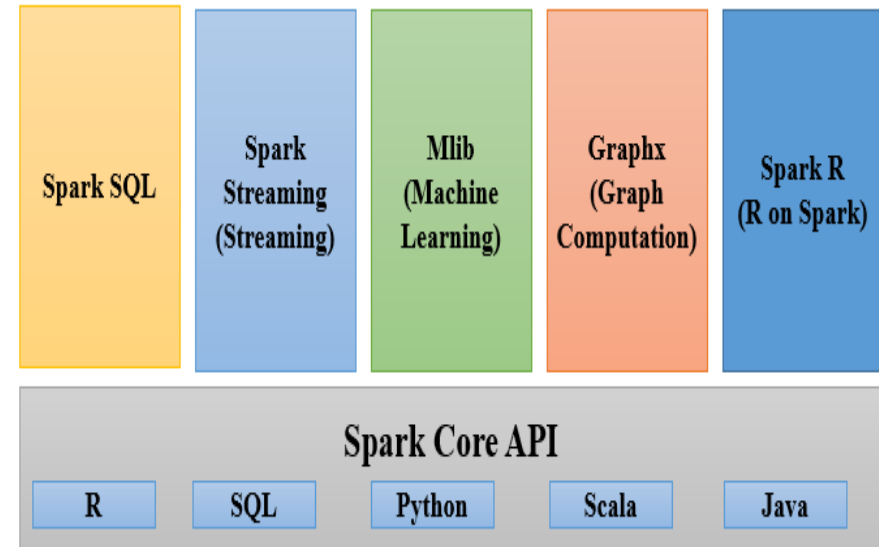 Spark SQL
Spark
Streaming
(Streaming)
Mlib
(Machine
Learning)
Graphx
(Graph
Computation)
Spark R
(R on Spark)
Spark Core API
R
SQL
Python
Scala
Java